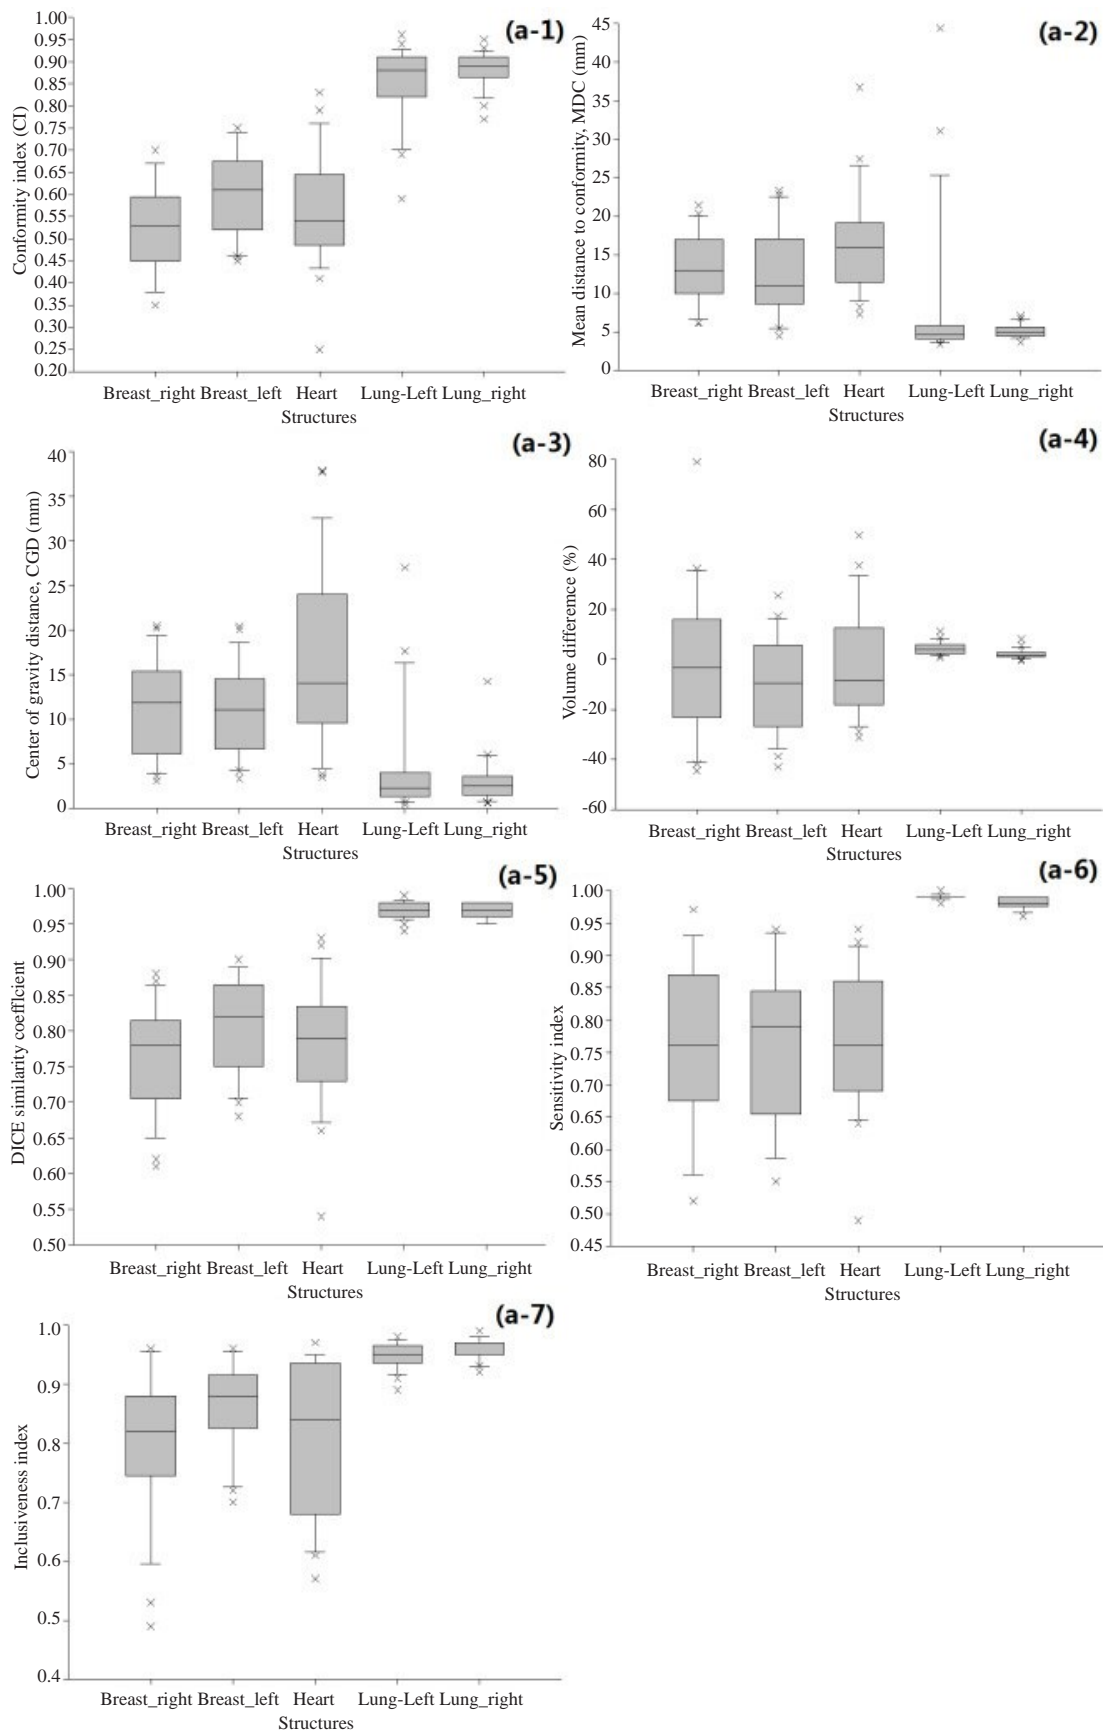 (a-1)
Conformity index (CI)
1.00
0.95
0.90
0.85
0.80
0.75
0.70
0.65
0.60
0.55
0.50
0.45
0.40
0.35
0.30
0.25
0.20
Breast_right Breast_left Heart Lung-Left Lung_right
Structures
(a-2)
Mean distance to conformity, MDC (mm)
45
40
35
30
25
20
15
10
5
0
Breast_right Breast_left Heart Lung-Left Lung_right
Structures
(a-3)
Center of gravity distance, CGD (mm)
40
35
30
25
20
15
10
5
0
Breast_right Breast_left Heart Lung-Left Lung_right
Structures
(a-4)
Volume differemce (%)
80
60
40
20
0
-20
-40
-60
Breast_right Breast_left Heart Lung-Left Lung_right
Structures
(a-5)
DICE similarity coefflcient
1.00
0.95
0.90
0.85
0.80
0.75
0.70
0.65
0.60
0.55
0.50
Breast_right Breast_left Heart Lung-Left Lung_right
Structures
(a-6)
Sensitivity index
1.00
0.95
0.90
0.85
0.80
0.75
0.70
0.65
0.60
0.55
0.50
0.45
Breast_right Breast_left Heart Lung-Left Lung_right
Structures
(a-7)
Inclusiveness index
1.0
0.9
0.8
0.7
0.6
0.5
0.4
Breast_right Breast_left Heart Lung-Left Lung_right
Structures